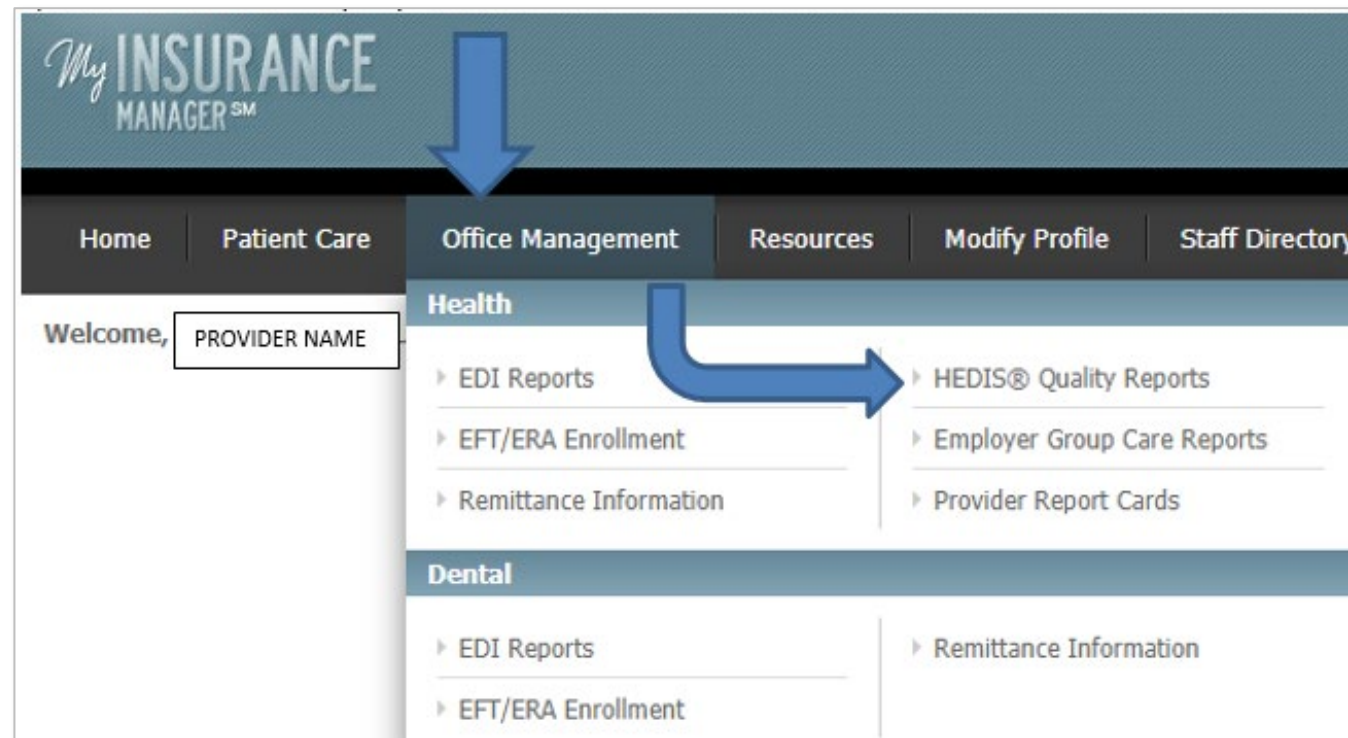 My INSURANCE
MANAGER℠
Home Patient Care Office Management Resources Modify Profile Staff Directory
Welcome, PROVIDER NAME
Health
EDI Reports
EFT/ERA Enrollment
Remittance Information
HEDIS® Quality Reports
Employer Group Care Reports
Provider Report Cards
Dental
EDI Reports
EFT/ERA Enrollment
Remittance Information